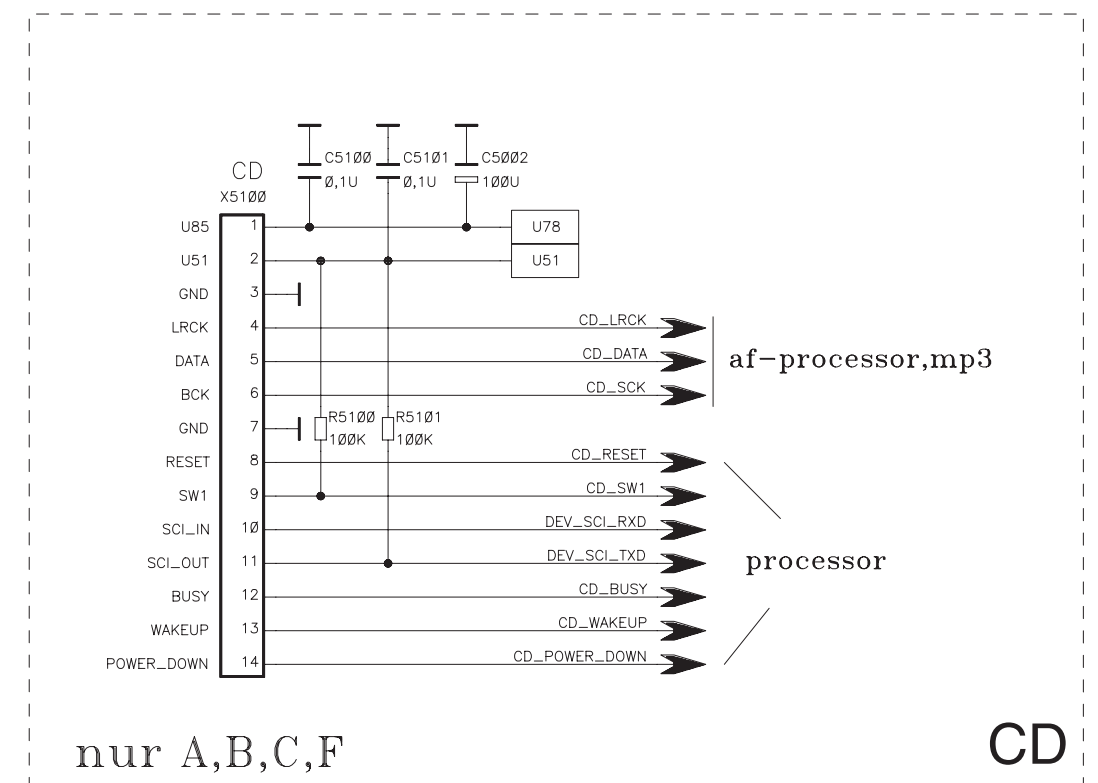 CD
X5100
C5100
0,1U
C5101
0,1U
C5002
100U
U85 1 U78
U51 2 U51
GND 3
LRCK 4 CD_LRCK
DATA 5 CD_DATA
BCK 6 CD_SCK
af-processor,mp3
GND 7
R5100
100K
R5101
100K
RESET 8 CD_RESET
SW1 9 CD_SW1
SCI_IN 10 DEV_SCI_RXD
SCI_OUT 11 DEV_SCI_TXD
processor
BUSY 12 CD_BUSY
WAKEUP 13 CD_WAKEUP
POWER_DOWN 14 CD_POWER_DOWN
nur A,B,C,F
CD